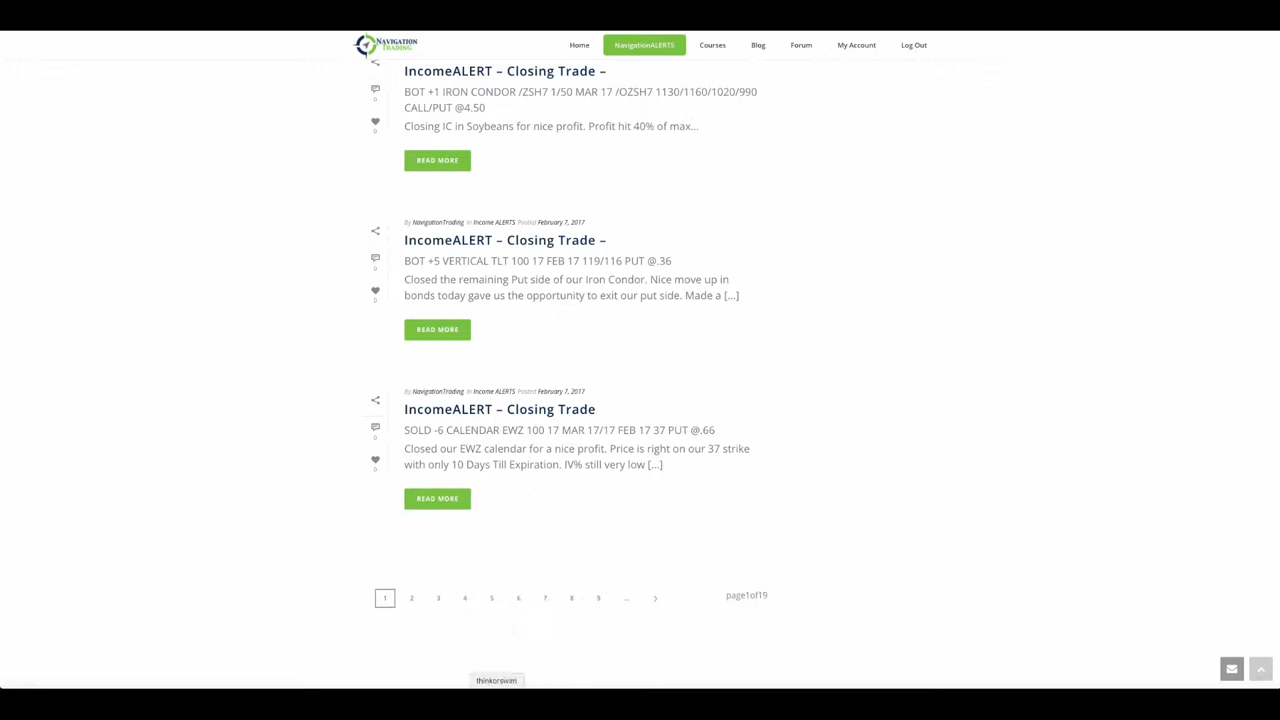 NAVIGATION
TRADING
Home
NavigationALERTS
Courses
Blog
Forum
My Account
Log Out
IncomeALERT – Closing Trade –
0
BOT +1 IRON CONDOR /ZSH7 1/50 MAR 17 /OZSH7 1130/1160/1020/990
CALL/PUT @4.50
0
Closing IC in Soybeans for nice profit. Profit hit 40% of max...
READ MORE
By NavigationTrading In Income ALERTS Posted February 7, 2017
IncomeALERT – Closing Trade –
0
BOT +5 VERTICAL TLT 100 17 FEB 17 119/116 PUT @.36
Closed the remaining Put side of our Iron Condor. Nice move up in
bonds today gave us the opportunity to exit our put side. Made a [...]
0
READ MORE
By NavigationTrading In Income ALERTS Posted February 7, 2017
IncomeALERT – Closing Trade
0
SOLD -6 CALENDAR EWZ 100 17 MAR 17/17 FEB 17 37 PUT @.66
Closed our EWZ calendar for a nice profit. Price is right on our 37 strike
with only 10 Days Till Expiration. IV% still very low [...]
0
READ MORE
1 2 3 4 5 6 7 8 9 ... page1of19
thinkorswim